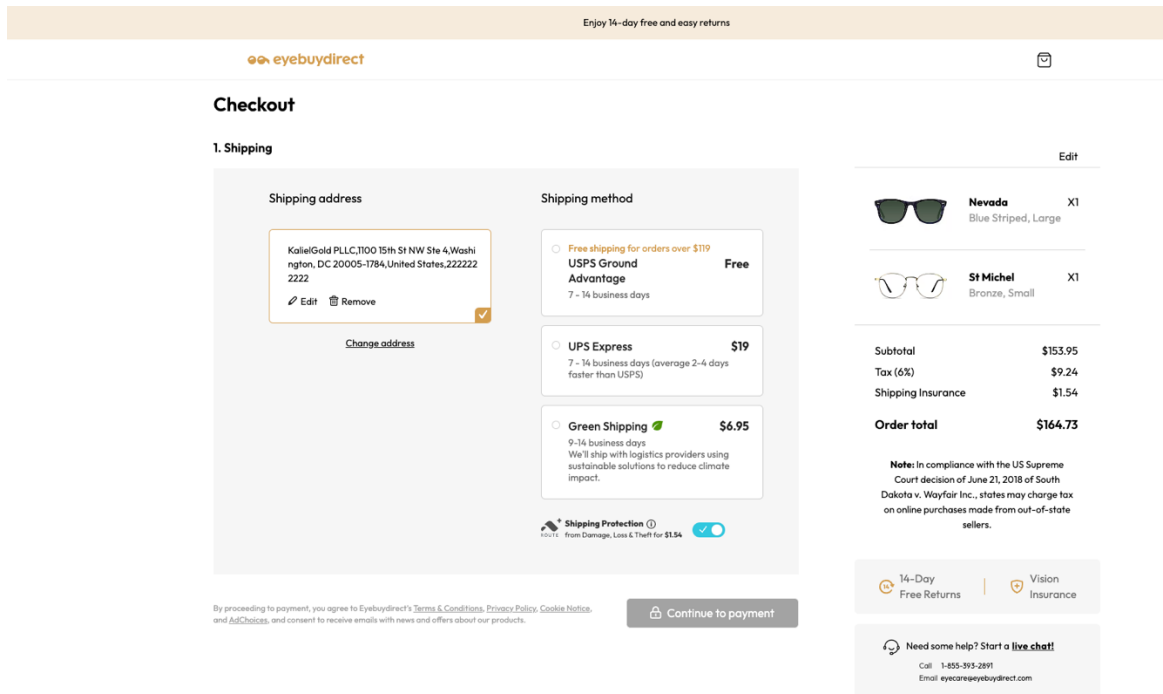 Enjoy 14-day free and easy returns
eyebuydirect
Checkout
1. Shipping
Shipping address
KalielGold PLLC,1100 15th St NW Ste 4,Washi
ngton, DC 20005-1784,United States,222222
2222
Edit Remove
Change address
Shipping method
Free shipping for orders over $119
USPS Ground Free
Advantage
7 - 14 business days
UPS Express $19
7 - 14 business days (average 2-4 days
faster than USPS)
Green Shipping $6.95
9-14 business days
We'll ship with logistics providers using
sustainable solutions to reduce climate
impact.
ROUTE
Shipping Protection
from Damage, Loss & Theft for $1.54
By proceeding to payment, you agree to Eyebuydirect's Terms & Conditions, Privacy Policy, Cookie Notice,
and AdChoices, and consent to receive emails with news and offers about our products.
Continue to payment
Edit
Nevada X1
Blue Striped, Large
St Michel X1
Bronze, Small
Subtotal $153.95
Tax (6%) $9.24
Shipping Insurance $1.54
Order total $164.73
Note: In compliance with the US Supreme
Court decision of June 21, 2018 of South
Dakota v. Wayfair Inc., states may charge tax
on online purchases made from out-of-state
sellers.
14
14-Day
Free Returns
Vision
Insurance
Need some help? Start a live chat!
Call 1-855-393-2891
Email eyecare@eyebuydirect.com